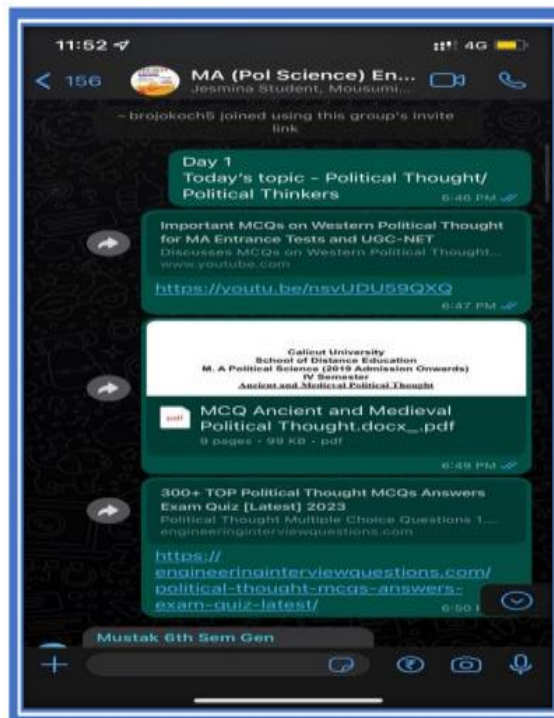 11:52 4G
156 MA (Pol Science) En...
Jesmina Student, Mousumi...
~ brojokoch5 joined using this group's invite
link
Day 1
Today's topic - Political Thought/
Political Thinkers
6:46 PM
Important MCQs on Western Political Thought
for MA Entrance Tests and UGC-NET
Discusses MCQs on Western Political Thought...
www.youtube.com
https://youtu.be/nsvUDU59QXQ
6:47 PM
Calicut University
School of Distance Education
M. A Political Science (2019 Admission Onwards)
IV Semester
Ancient and Medieval Political Thought
pdf
MCQ Ancient and Medieval
Political Thought.docx_.pdf
9 pages • 99 KB • pdf
6:49 PM
300+ TOP Political Thought MCQs Answers
Exam Quiz [Latest] 2023
Political Thought Multiple Choice Questions 1...
engineeringinterviewquestions.com
https://
engineeringinterviewquestions.com/
political-thought-mcqs-answers-
exam-quiz-latest/
6:50
Mustak 6th Sem Gen